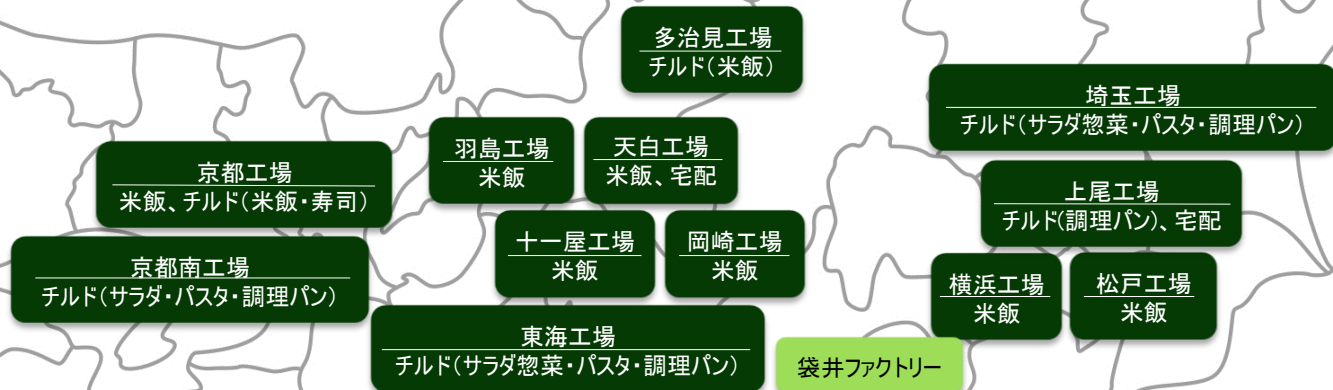 多治見工場
チルド(米飯)
埼玉工場
チルド(サラダ惣菜・パスタ・調理パン)
羽島工場
米飯
天白工場
米飯、宅配
京都工場
米飯、チルド(米飯・寿司)
上尾工場
チルド(調理パン)、宅配
十一屋工場
米飯
岡崎工場
米飯
京都南工場
チルド(サラダ・パスタ・調理パン)
横浜工場
米飯
松戸工場
米飯
東海工場
チルド(サラダ惣菜・パスタ・調理パン)
袋井ファクトリー